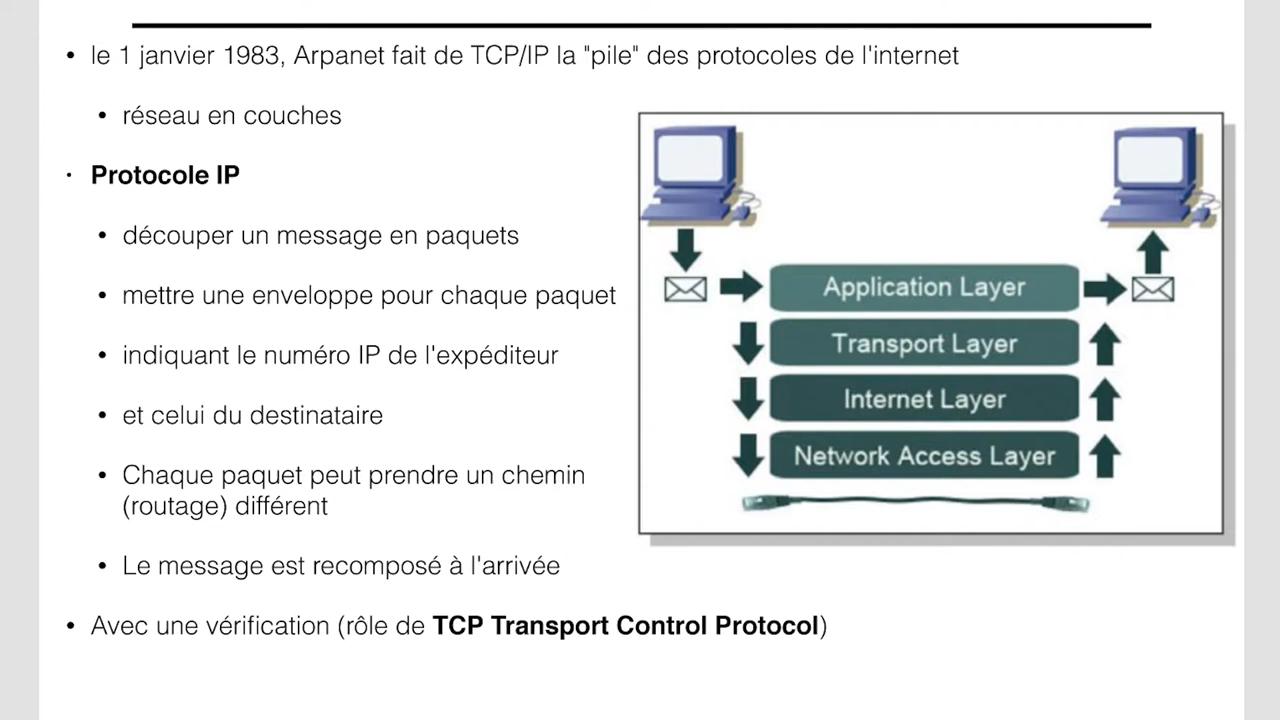 • le 1 janvier 1983, Arpanet fait de TCP/IP la "pile" des protocoles de l'internet
• réseau en couches
• Protocole IP
• découper un message en paquets
• mettre une enveloppe pour chaque paquet
• indiquant le numéro IP de l'expéditeur
• et celui du destinataire
• Chaque paquet peut prendre un chemin
(routage) différent
• Le message est recomposé à l'arrivée
• Avec une vérification (rôle de TCP Transport Control Protocol)
Application Layer
Transport Layer
Internet Layer
Network Access Layer